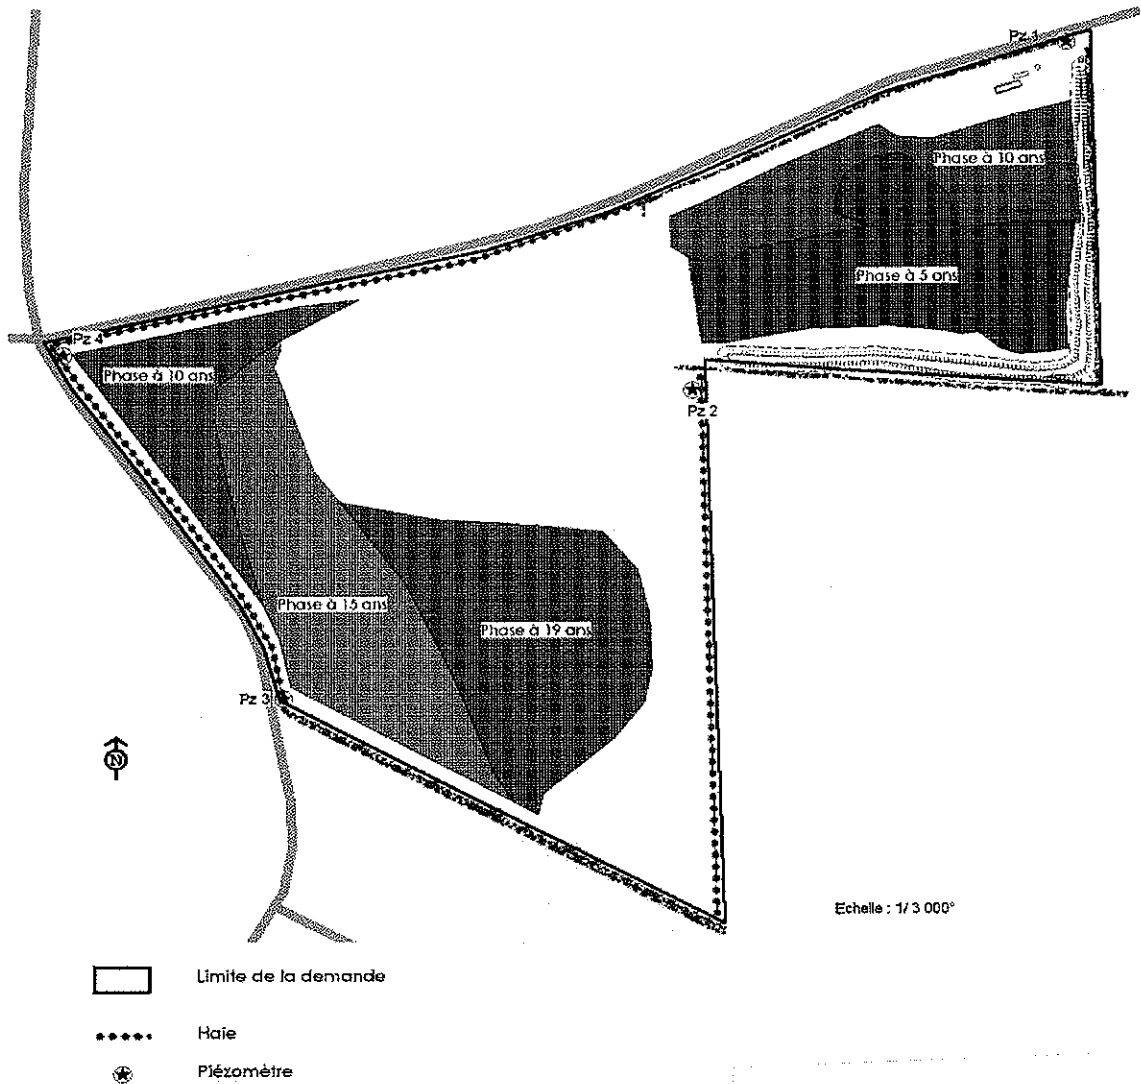 Pz 1
Phase à 10 ans
Phase à 5 ans
Pz 4
Phase à 10 ans
Pz 2
Phase à 15 ans
Phase à 19 ans
Pz 3
N
Echelle : 1/ 3 000°
Limite de la demande
Haie
Piézomètre